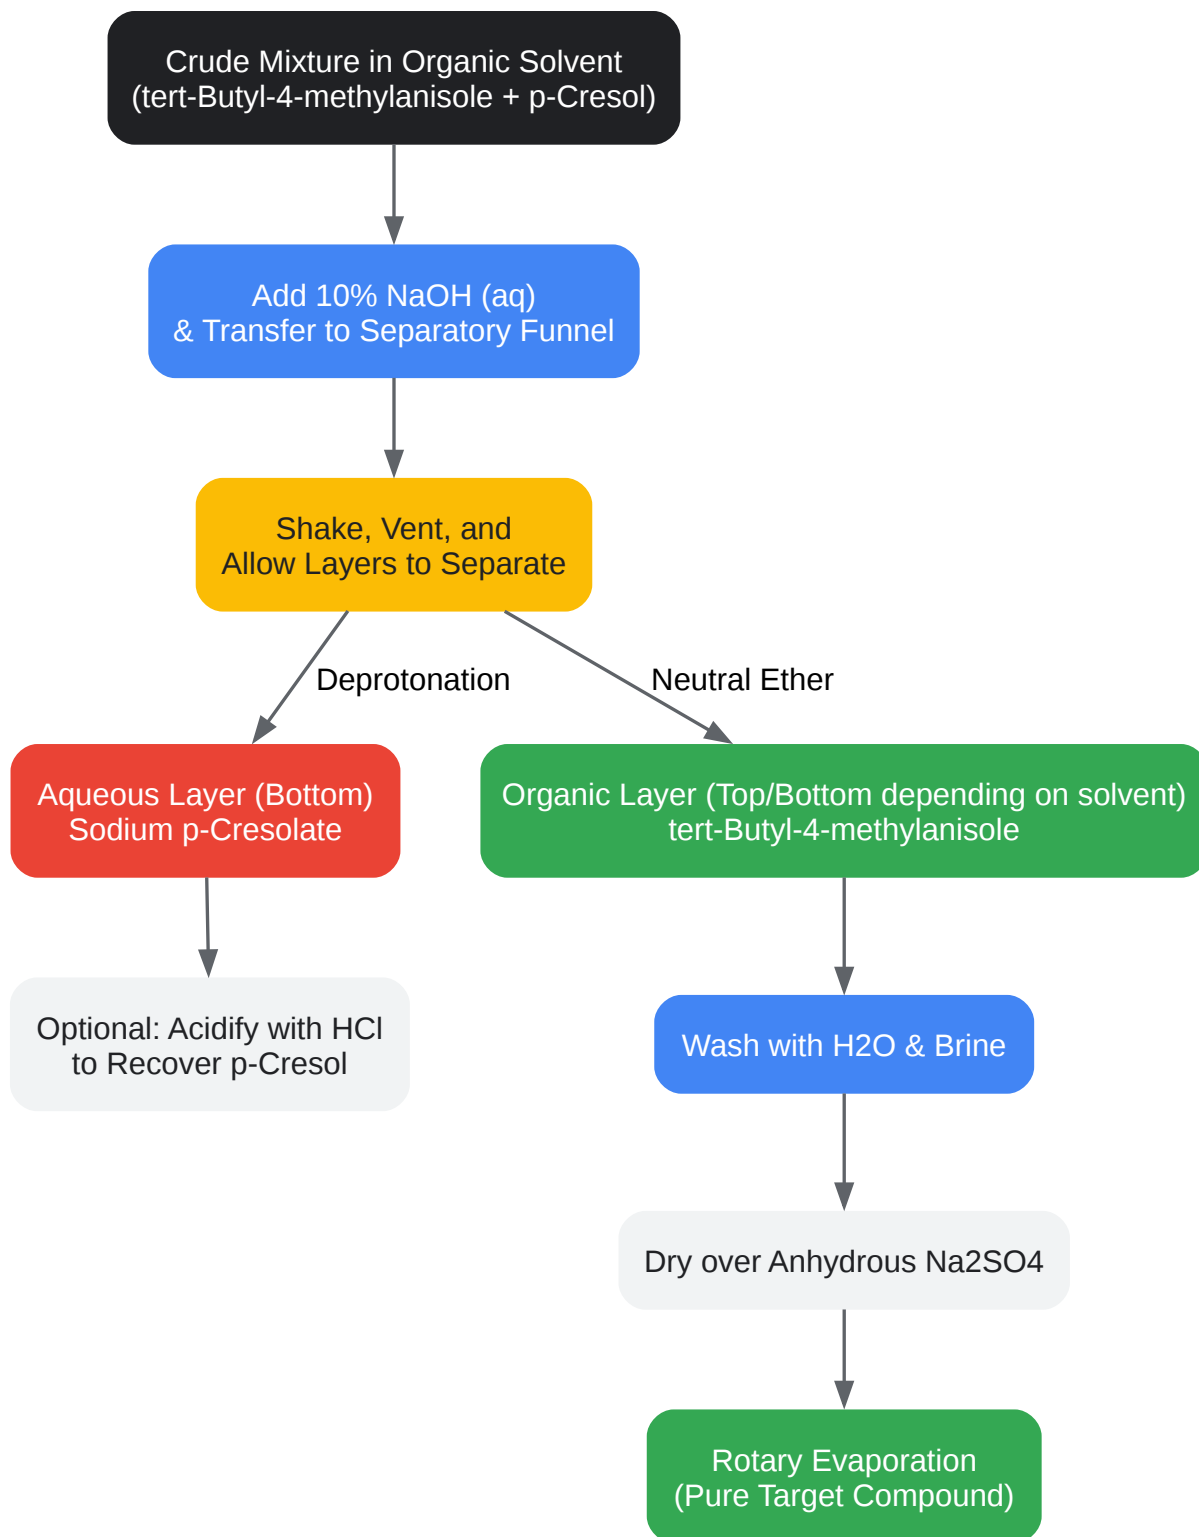 Crude Mixture in Organic Solvent
(tert-Butyl-4-methylanisole + p-Cresol)
Add 10% NaOH (aq)
& Transfer to Separatory Funnel
Shake, Vent, and
Allow Layers to Separate
Deprotonation
Neutral Ether
Aqueous Layer (Bottom)
Sodium p-Cresolate
Organic Layer (Top/Bottom depending on solvent)
tert-Butyl-4-methylanisole
Optional: Acidify with HCl
to Recover p-Cresol
Wash with H2O & Brine
Dry over Anhydrous Na2SO4
Rotary Evaporation
(Pure Target Compound)